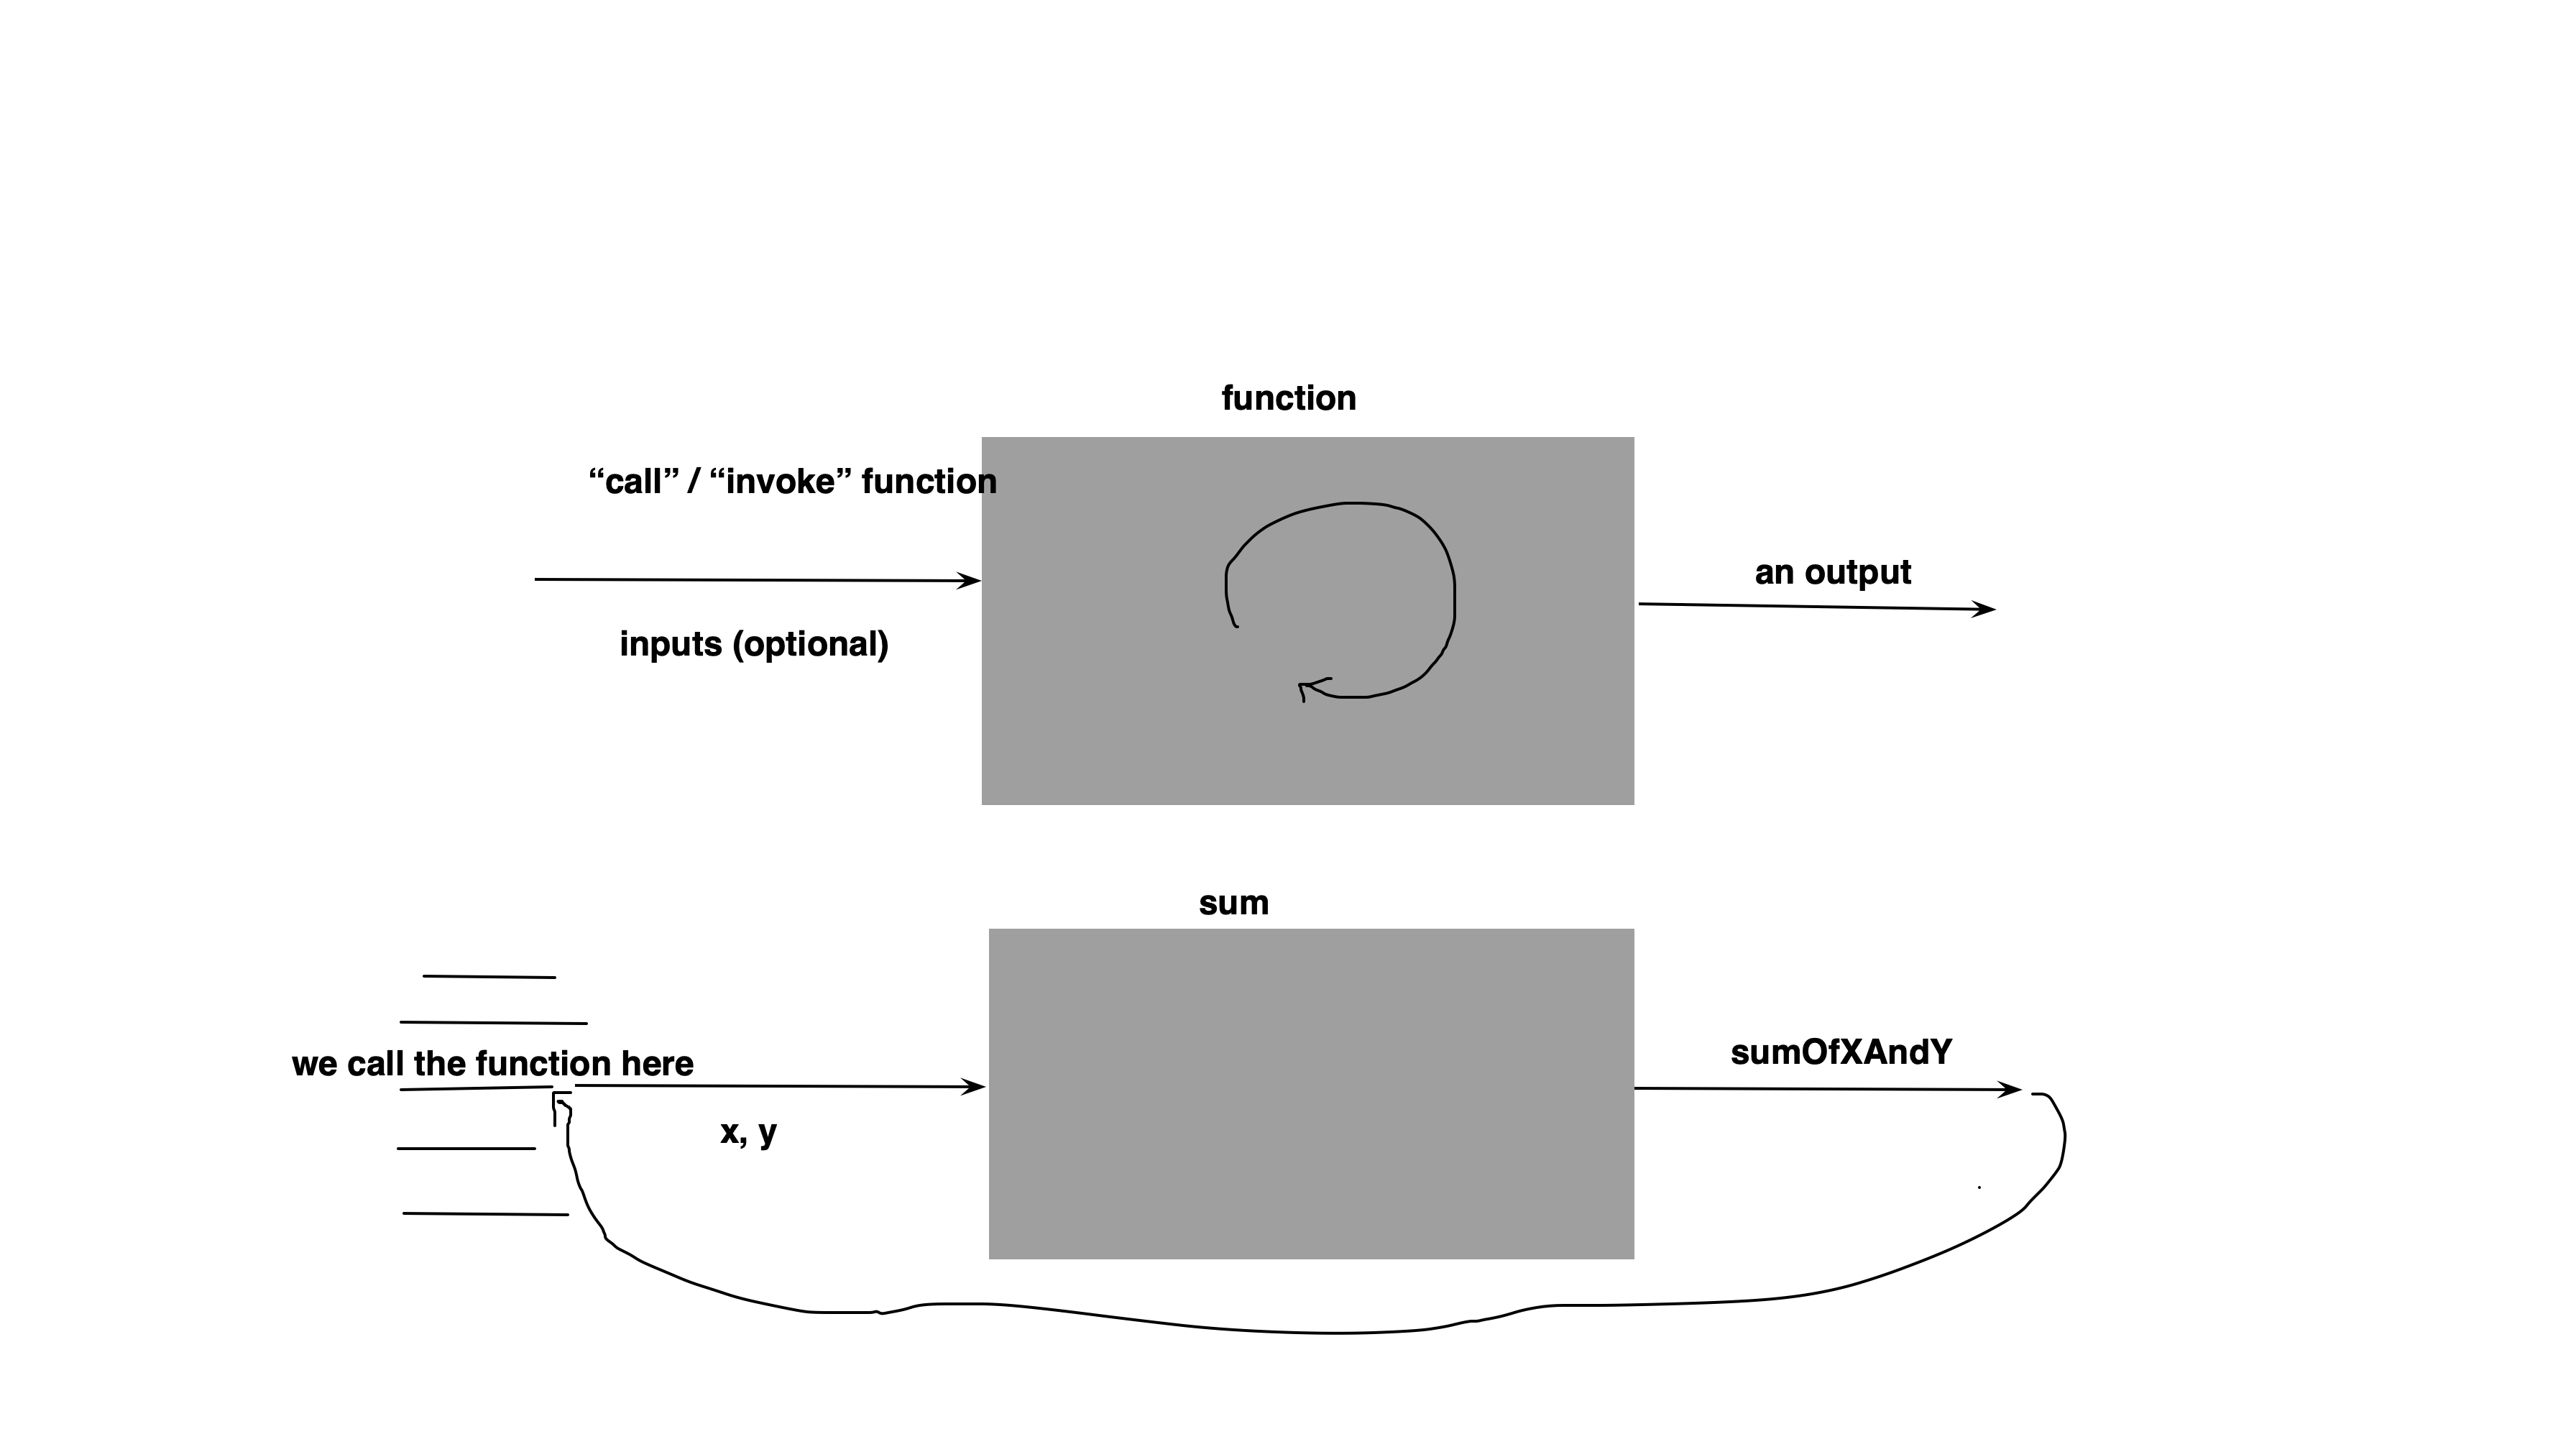 function
“call” / “invoke” function
an output
inputs (optional)
sum
sumOfXAndY
we call the function here
x, y